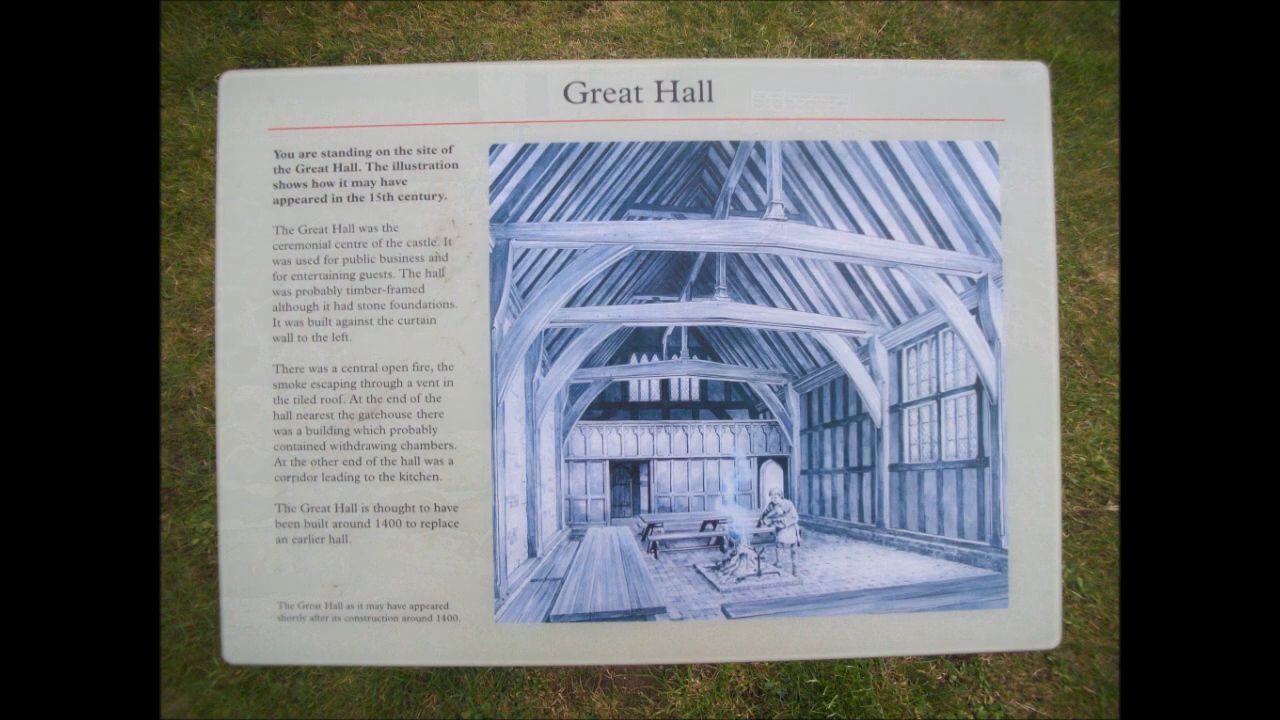 Great Hall
You are standing on the site of
the Great Hall. The illustration
shows how it may have
appeared in the 15th century.
The Great Hall was the
ceremonial centre of the castle. It
was used for public business and
for entertaining guests. The hall
was probably timber-framed
although it had stone foundations.
It was built against the curtain
wall to the left.
There was a central open fire, the
smoke escaping through a vent in
the tiled roof. At the end of the
hall nearest the gatehouse there
was a building which probably
contained withdrawing chambers.
At the other end of the hall was a
corridor leading to the kitchen.
The Great Hall is thought to have
been built around 1400 to replace
an earlier hall.
The Great Hall as it may have appeared
shortly after its construction around 1400.